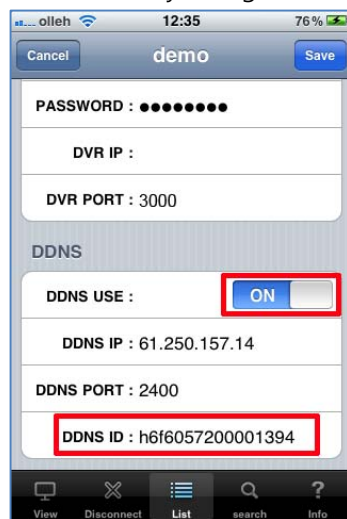 olleh 12:35 76%
Cancel demo Save
PASSWORD : ●●●●●●●●
DVR IP :
DVR PORT : 3000
DDNS
DDNS USE : ON
DDNS IP : 61.250.157.14
DDNS PORT : 2400
DDNS ID : h6f6057200001394
View Disconnect List search Info